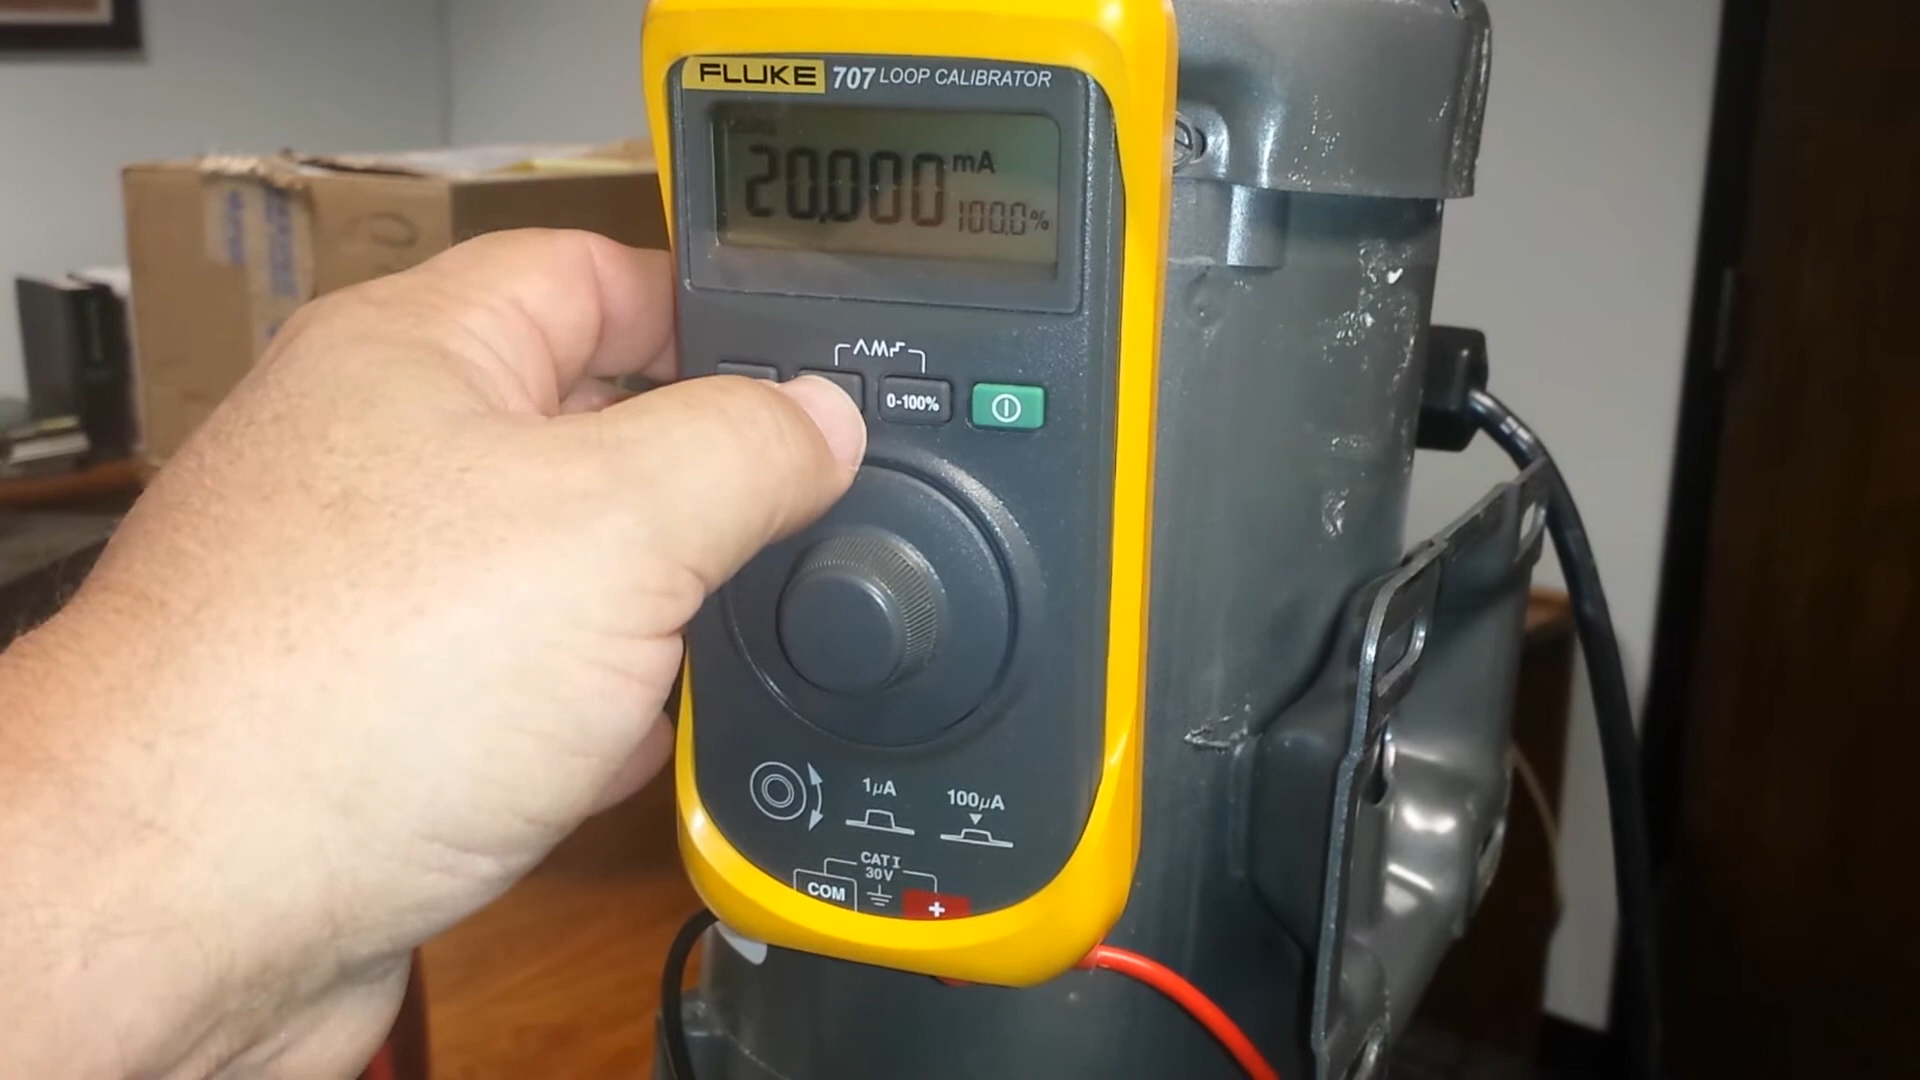 FLUKE 707 LOOP CALIBRATOR
20.000 mA
100.0%
0-100%
1µA
100µA
CAT I
30V
COM
+